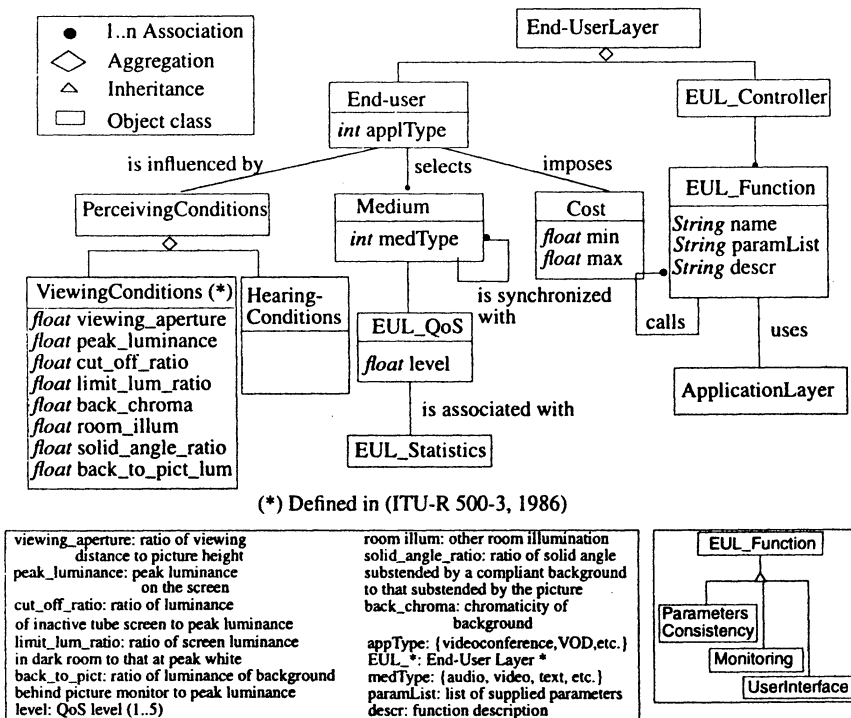 1..n Association
Aggregation
Inheritance
Object class
End-UserLayer
End-user
int applType
EUL_Controller
is influenced by
selects
imposes
PerceivingConditions
Medium
int medType
Cost
float min
float max
EUL_Function
String name
String paramList
String descr
is synchronized
with
calls
uses
ViewingConditions (*)
float viewing_aperture
float peak_luminance
float cut_off_ratio
float limit_lum_ratio
float back_chroma
float room_illum
float solid_angle_ratio
float back_to_pict_lum
Hearing-
Conditions
EUL_QoS
float level
ApplicationLayer
is associated with
EUL_Statistics
(*) Defined in (ITU-R 500-3, 1986)
viewing_aperture: ratio of viewing
distance to picture height
peak_luminance: peak luminance
on the screen
cut_off_ratio: ratio of luminance
of inactive tube screen to peak luminance
limit_lum_ratio: ratio of screen luminance
in dark room to that at peak white
back_to_pict: ratio of luminance of background
behind picture monitor to peak luminance
level: QoS level (1..5)
room illum: other room illumination
solid_angle_ratio: ratio of solid angle
substended by a compliant background
to that substended by the picture
back_chroma: chromaticity of
background
appType: {videoconference,VOD,etc.}
EUL_*: End-User Layer *
medType: {audio, video, text, etc.}
paramList: list of supplied parameters
descr: function description
EUL_Function
Parameters
Consistency
Monitoring
UserInterface